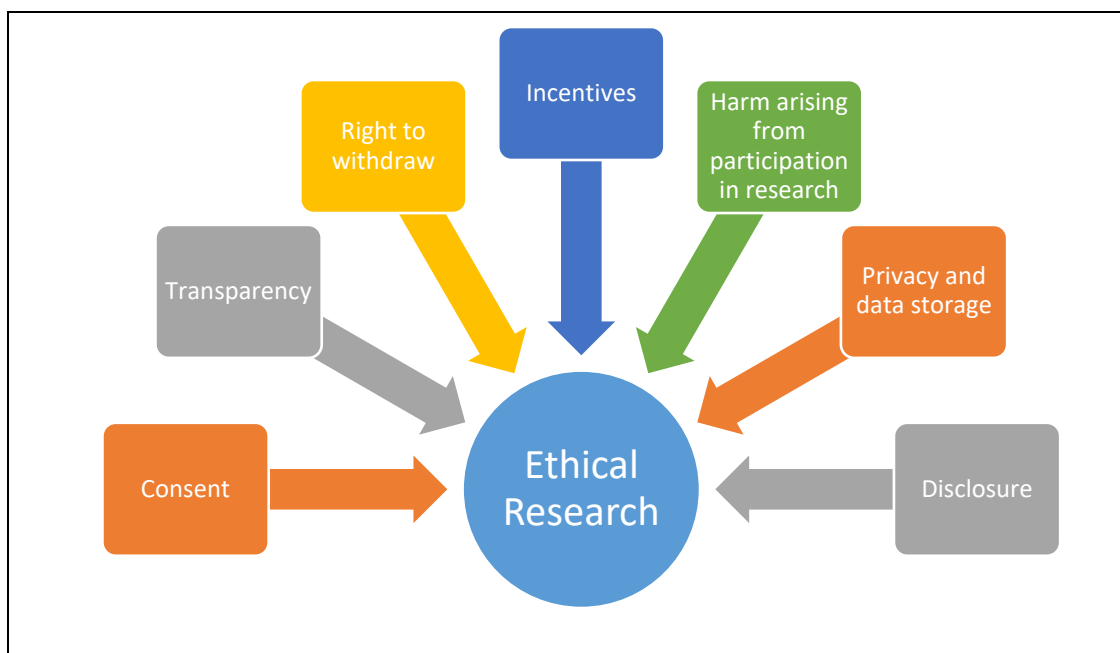 Incentives
Right to
withdraw
Harm arising
from
participation
in research
Transparency
Privacy and
data storage
Consent
Ethical
Research
Disclosure